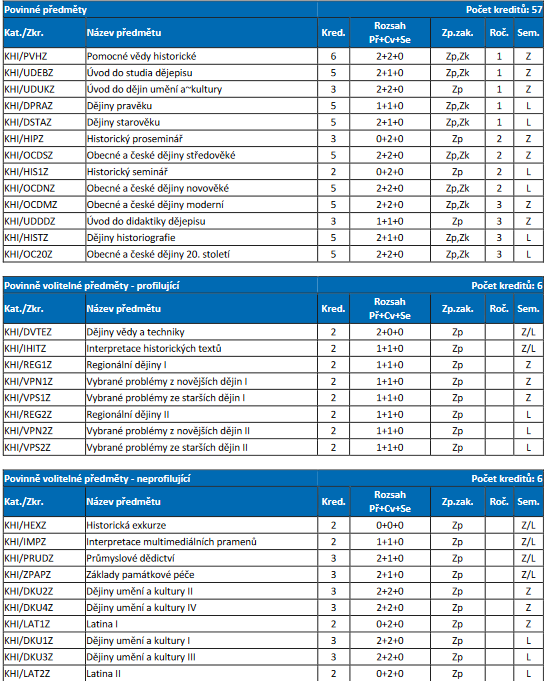 Povinné předměty Počet kreditů: 57
Kat./Zkr. Název předmětu Kred. Rozsah Př+Cv+Se Zp.zak. Roč. Sem.
KHI/PVHZ Pomocné vědy historické 6 2+2+0 Zp,Zk 1 Z
KHI/UDEBZ Úvod do studia dějepisu 5 2+1+0 Zp,Zk 1 Z
KHI/UDUKZ Úvod do dějin umění a~kultury 3 2+2+0 Zp 1 Z
KHI/DPRAZ Dějiny pravěku 5 1+1+0 Zp,Zk 1 L
KHI/DSTAZ Dějiny starověku 5 2+1+0 Zp,Zk 1 L
KHI/HIPZ Historický proseminář 3 0+2+0 Zp 2 Z
KHI/OCDSZ Obecné a české dějiny středověké 5 2+2+0 Zp,Zk 2 Z
KHI/HIS1Z Historický seminář 2 0+2+0 Zp 2 L
KHI/OCDNZ Obecné a české dějiny novověké 5 2+2+0 Zp,Zk 2 L
KHI/OCDMZ Obecné a české dějiny moderní 5 2+2+0 Zp,Zk 3 Z
KHI/UDDDZ Úvod do didaktiky dějepisu 3 1+1+0 Zp 3 Z
KHI/HISTZ Dějiny historiografie 5 2+1+0 Zp,Zk 3 L
KHI/OC20Z Obecné a české dějiny 20. století 5 2+2+0 Zp,Zk 3 L
Povinně volitelné předměty - profilující Počet kreditů: 6
Kat./Zkr. Název předmětu Kred. Rozsah Př+Cv+Se Zp.zak. Roč. Sem.
KHI/DVTEZ Dějiny vědy a techniky 2 2+0+0 Zp Z/L
KHI/IHITZ Interpretace historických textů 2 1+1+0 Zp Z/L
KHI/REG1Z Regionální dějiny I 2 1+1+0 Zp Z
KHI/VPN1Z Vybrané problémy z novějších dějin I 2 1+1+0 Zp Z
KHI/VPS1Z Vybrané problémy ze starších dějin I 2 1+1+0 Zp Z
KHI/REG2Z Regionální dějiny II 2 1+1+0 Zp L
KHI/VPN2Z Vybrané problémy z novějších dějin II 2 1+1+0 Zp L
KHI/VPS2Z Vybrané problémy ze starších dějin II 2 1+1+0 Zp L
Povinně volitelné předměty - neprofilující Počet kreditů: 6
Kat./Zkr. Název předmětu Kred. Rozsah Př+Cv+Se Zp.zak. Roč. Sem.
KHI/HEXZ Historická exkurze 2 0+0+0 Zp Z/L
KHI/IMPZ Interpretace multimediálních pramenů 2 1+1+0 Zp Z/L
KHI/PRUDZ Průmyslové dědictví 3 2+1+0 Zp Z/L
KHI/ZPAPZ Základy památkové péče 3 2+1+0 Zp Z/L
KHI/DKU2Z Dějiny umění a kultury II 3 2+2+0 Zp Z
KHI/DKU4Z Dějiny umění a kultury IV 3 2+2+0 Zp Z
KHI/LAT1Z Latina I 2 0+2+0 Zp Z
KHI/DKU1Z Dějiny umění a kultury I 3 2+2+0 Zp L
KHI/DKU3Z Dějiny umění a kultury III 3 2+2+0 Zp L
KHI/LAT2Z Latina II 2 0+2+0 Zp L